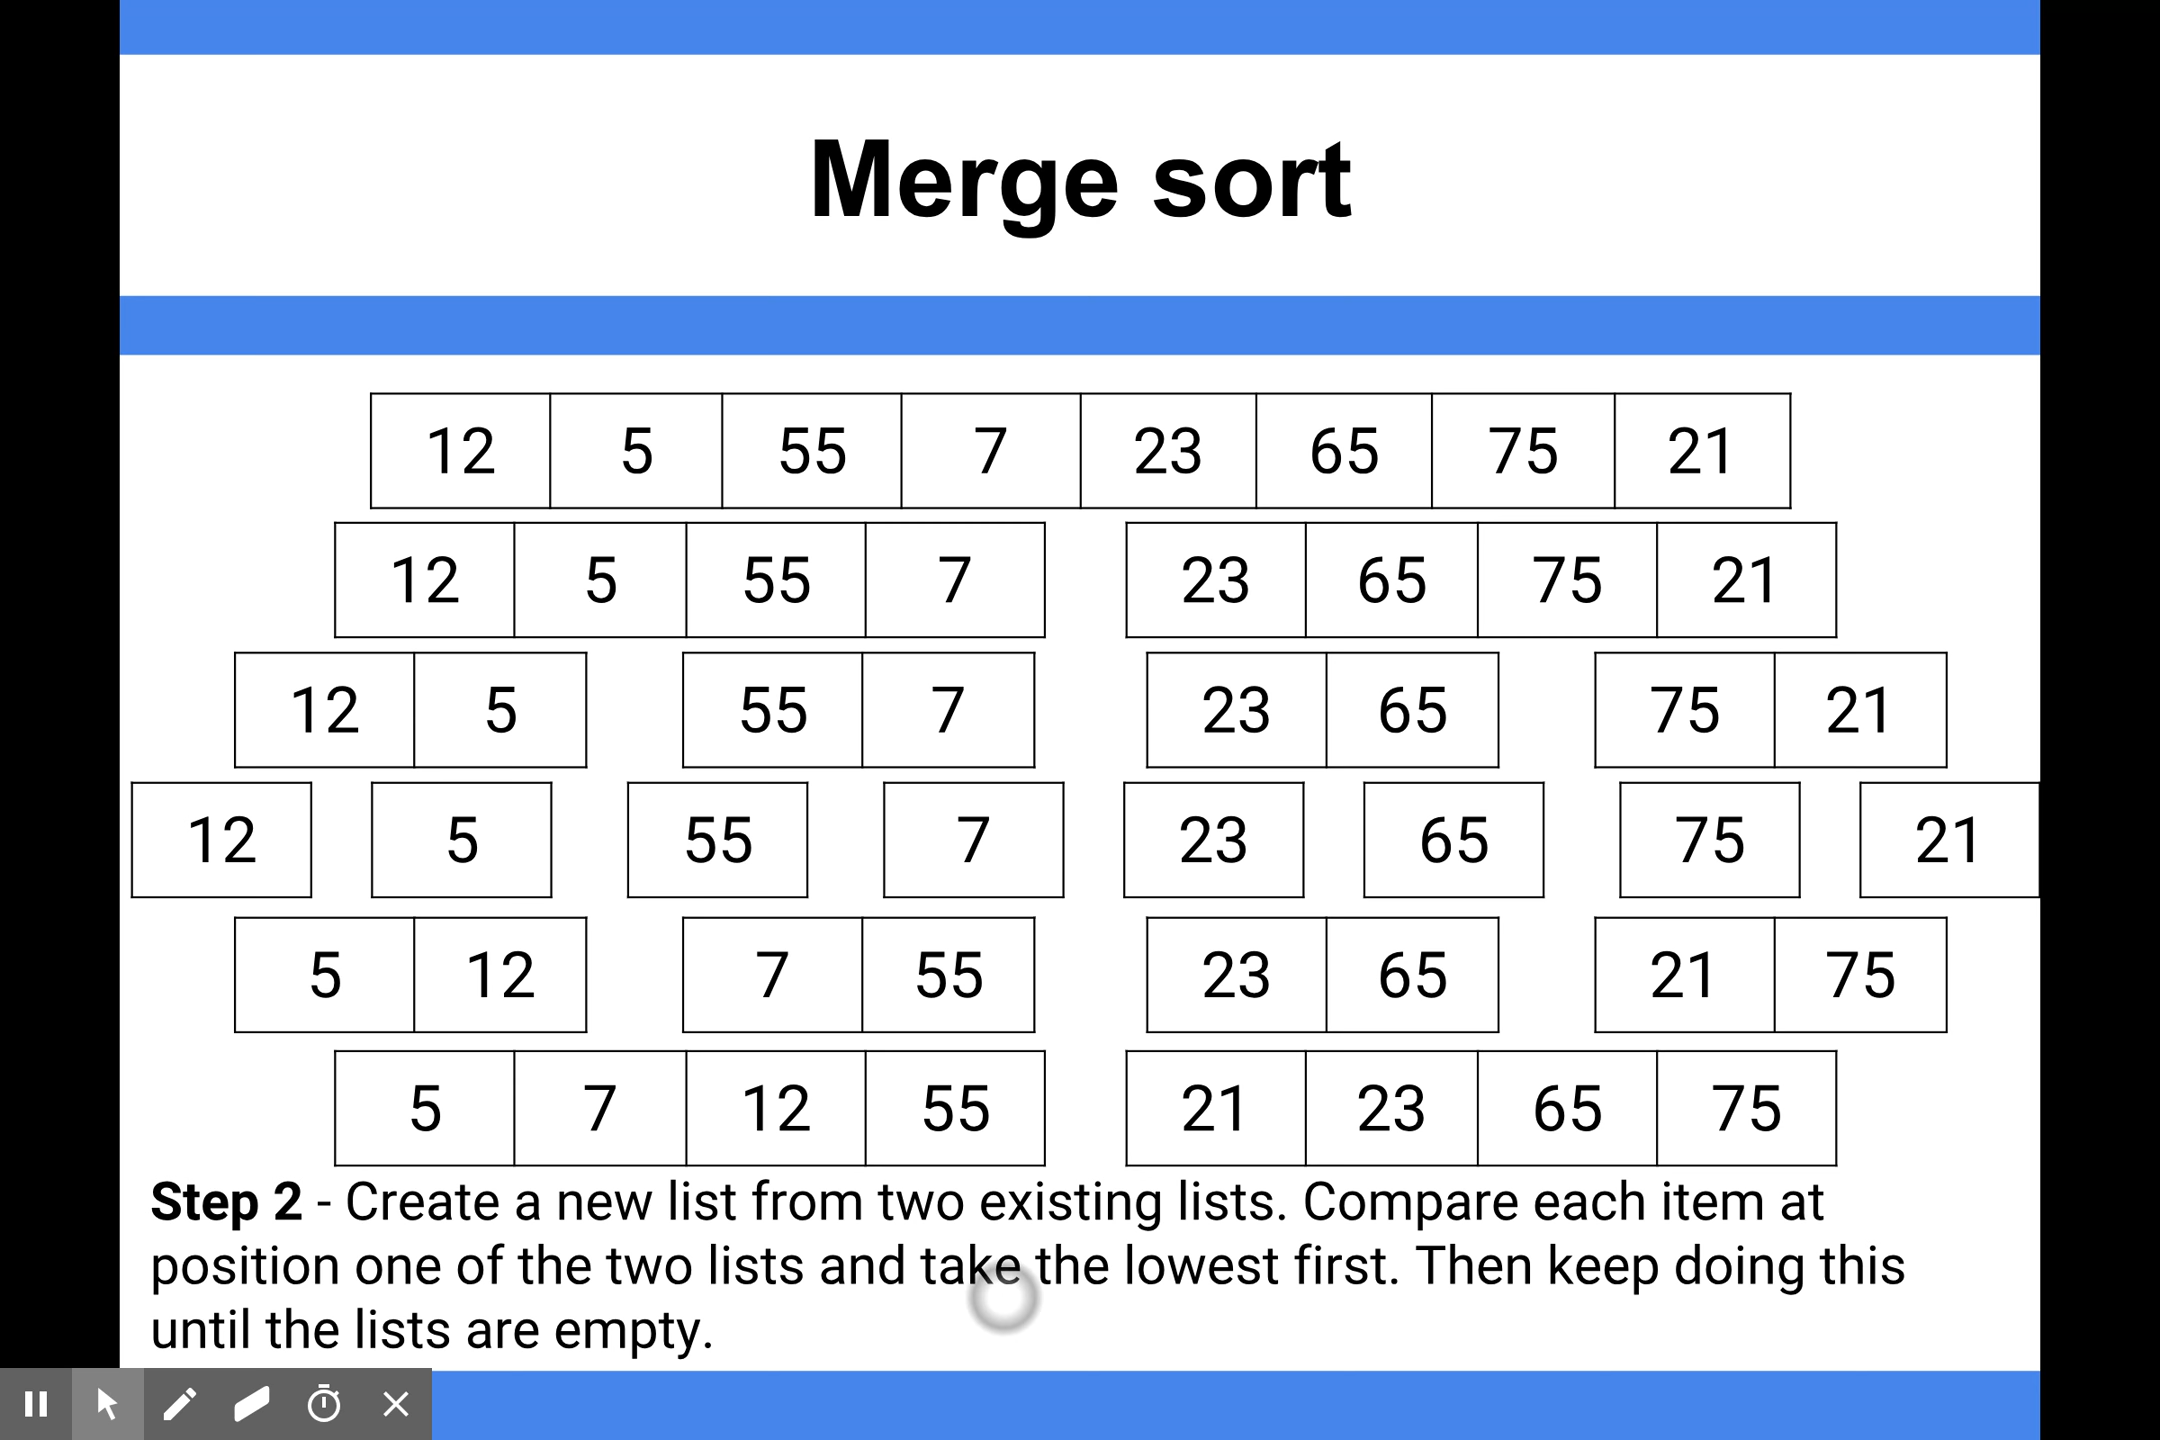 Merge sort
12 5 55 7 23 65 75 21
12 5 55 7 23 65 75 21
12 5 55 7 23 65 75 21
12 5 55 7 23 65 75 21
5 12 7 55 23 65 21 75
5 7 12 55 21 23 65 75
Step 2 - Create a new list from two existing lists. Compare each item at
position one of the two lists and take the lowest first. Then keep doing this
until the lists are empty.